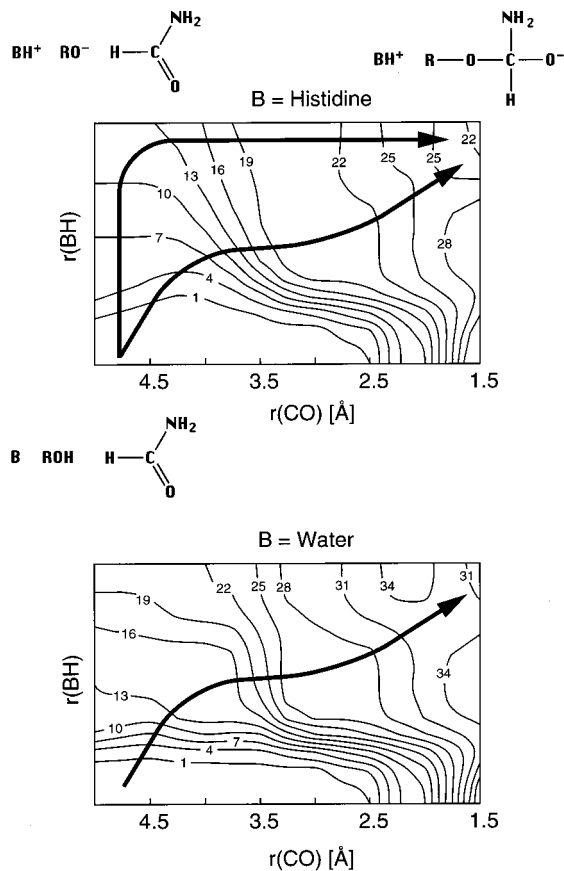 NH₂
BH⁺ RO⁻ H C
O
NH₂
BH⁺ R O C O⁻
H
B = Histidine
22
19
16
13
10
7
4
1
22
25
25
28
r(BH)
4.5 3.5 2.5 1.5
r(CO) [Å]
NH₂
B ROH H C
O
B = Water
31
34
31
28
25
22
19
16
13
10
7
4
1
34
r(BH)
4.5 3.5 2.5 1.5
r(CO) [Å]